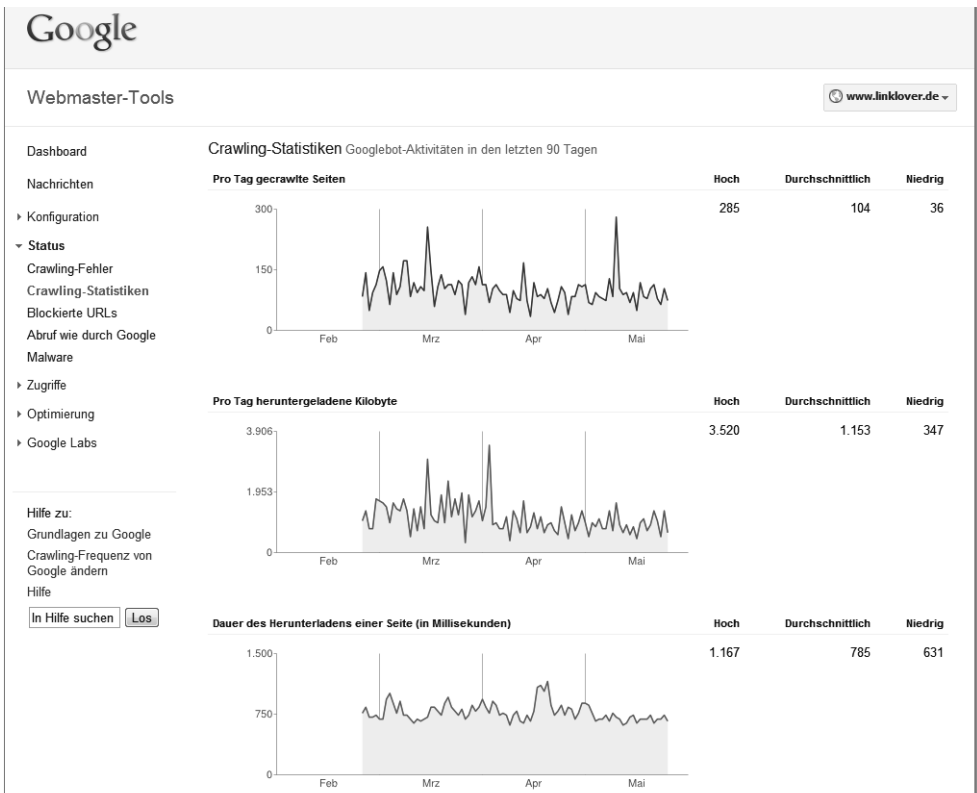 Google
Webmaster-Tools
www.linklover.de
Dashboard
Nachrichten
Konfiguration
Status
Crawling-Fehler
Crawling-Statistiken
Blockierte URLs
Abruf wie durch Google
Malware
Zugriffe
Optimierung
Google Labs
Hilfe zu:
Grundlagen zu Google
Crawling-Frequenz von
Google ändern
Hilfe
In Hilfe suchen Los
Crawling-Statistiken Googlebot-Aktivitäten in den letzten 90 Tagen
Pro Tag gecrawlte Seiten Hoch Durchschnittlich Niedrig
300 285 104 36
150
0
Feb Mrz Apr Mai
Pro Tag heruntergeladene Kilobyte Hoch Durchschnittlich Niedrig
3.906 3.520 1.153 347
1.953
0
Feb Mrz Apr Mai
Dauer des Herunterladens einer Seite (in Millisekunden) Hoch Durchschnittlich Niedrig
1.500 1.167 785 631
750
0
Feb Mrz Apr Mai